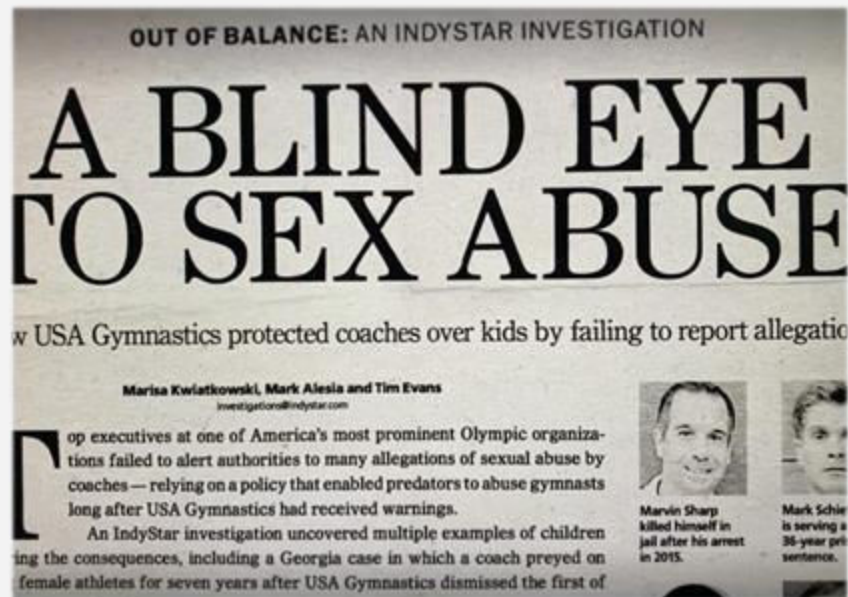 OUT OF BALANCE: AN INDYSTAR INVESTIGATION
A BLIND EYE
TO SEX ABUSE
w USA Gymnastics protected coaches over kids by failing to report allegatio
Marisa Kwiatkowski, Mark Alesia and Tim Evans
investigations@indystar.com
Top executives at one of America's most prominent Olympic organiza-
tions failed to alert authorities to many allegations of sexual abuse by
coaches — relying on a policy that enabled predators to abuse gymnasts
long after USA Gymnastics had received warnings.
An IndyStar investigation uncovered multiple examples of children
ing the consequences, including a Georgia case in which a coach preyed on
female athletes for seven years after USA Gymnastics dismissed the first of
Marvin Sharp
killed himself in
jail after his arrest
in 2015.
Mark Schie
is serving a
36-year pri
sentence.